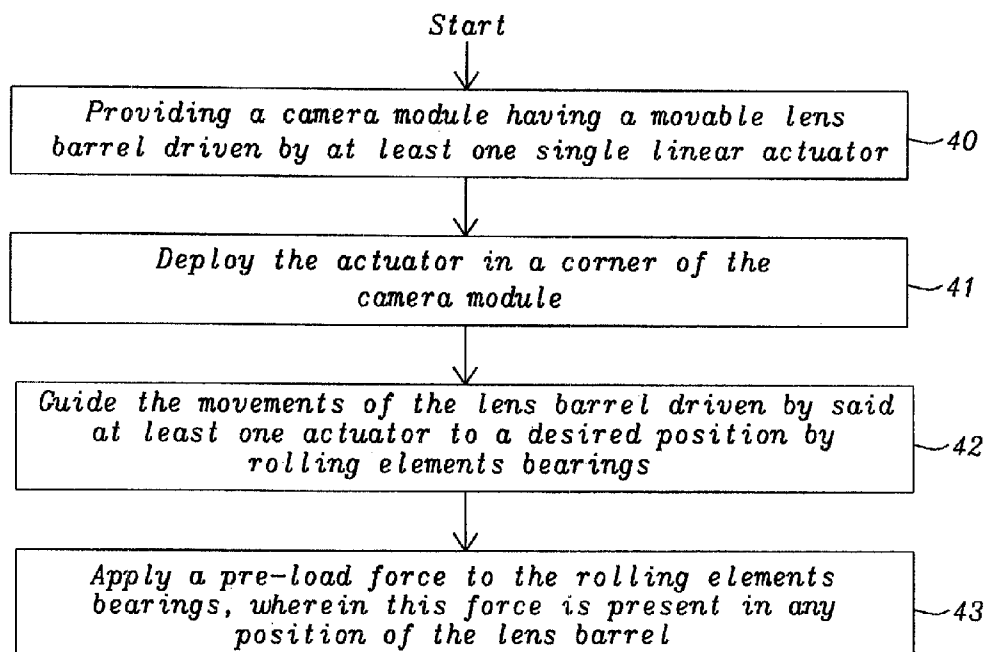 Start
Providing a camera module having a movable lens
barrel driven by at least one single linear actuator
40
Deploy the actuator in a corner of the
camera module
41
Guide the movements of the lens barrel driven by said
at least one actuator to a desired position by
rolling elements bearings
42
Apply a pre-load force to the rolling elements
bearings, wherein this force is present in any
position of the lens barrel
43